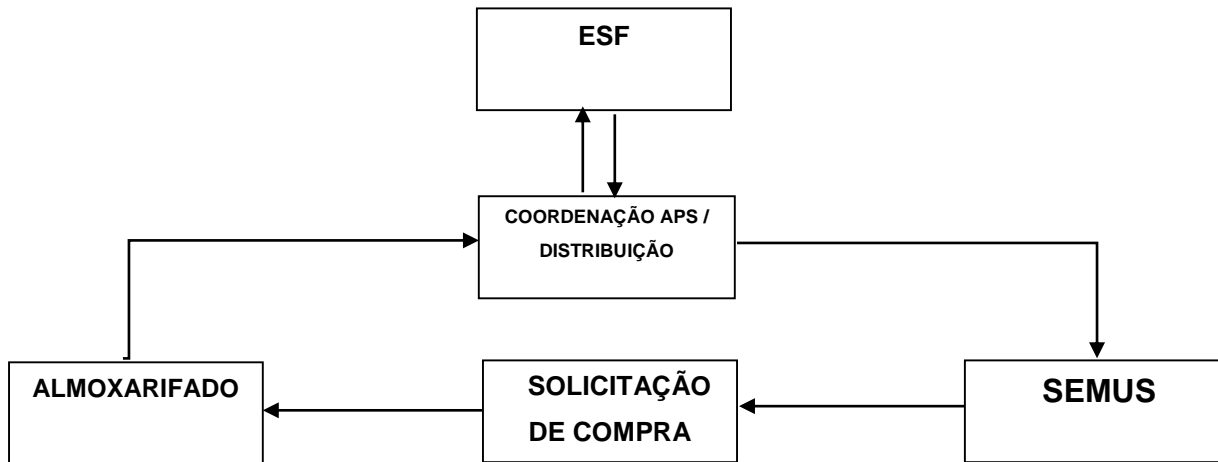 ESF
COORDENAÇÃO APS /
DISTRIBUIÇÃO
ALMOXARIFADO
SOLICITAÇÃO
DE COMPRA
SEMUS